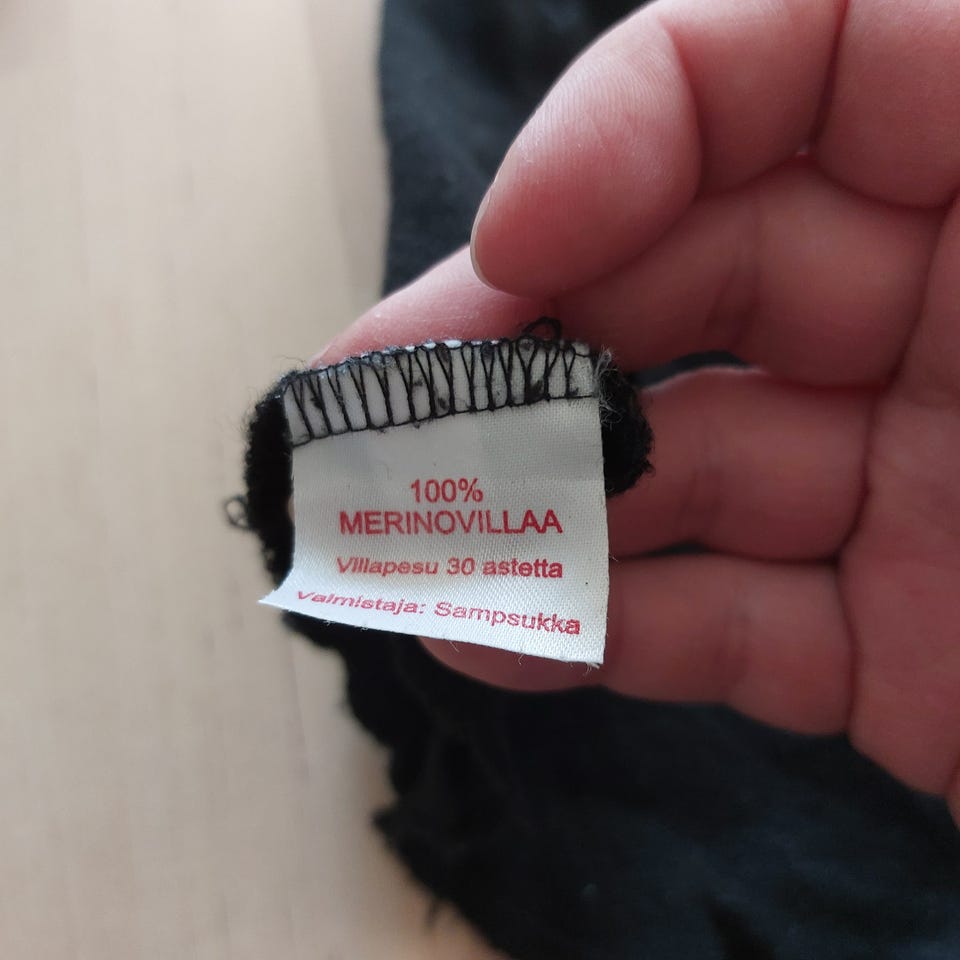 100%
MERINOVILLAA
Villapesu 30 astetta
Valmistaja: Sampsukka